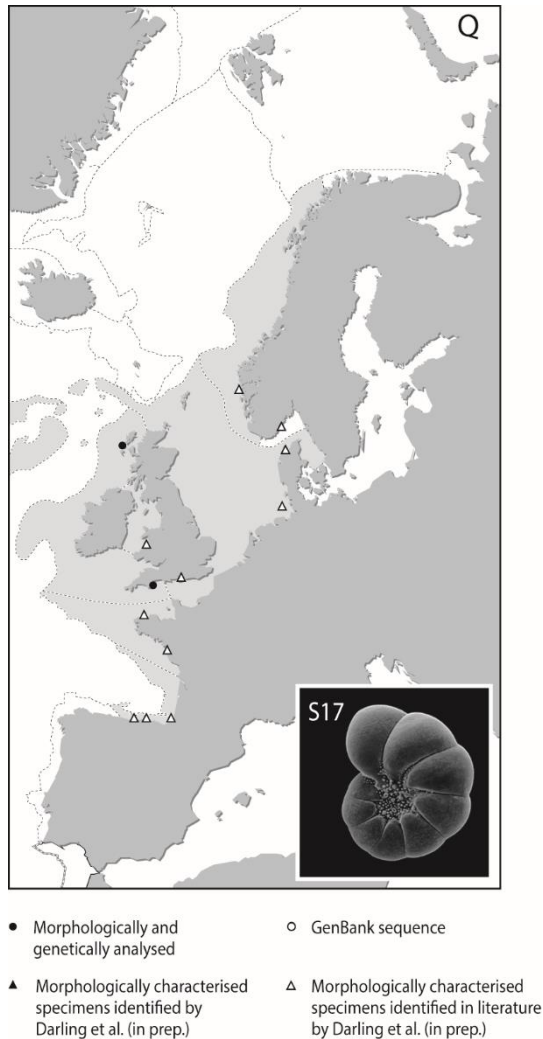 Q
S17
Morphologically and
genetically analysed
GenBank sequence
Morphologically characterised
specimens identified by
Darling et al. (in prep.)
Morphologically characterised
specimens identified in literature
by Darling et al. (in prep.)